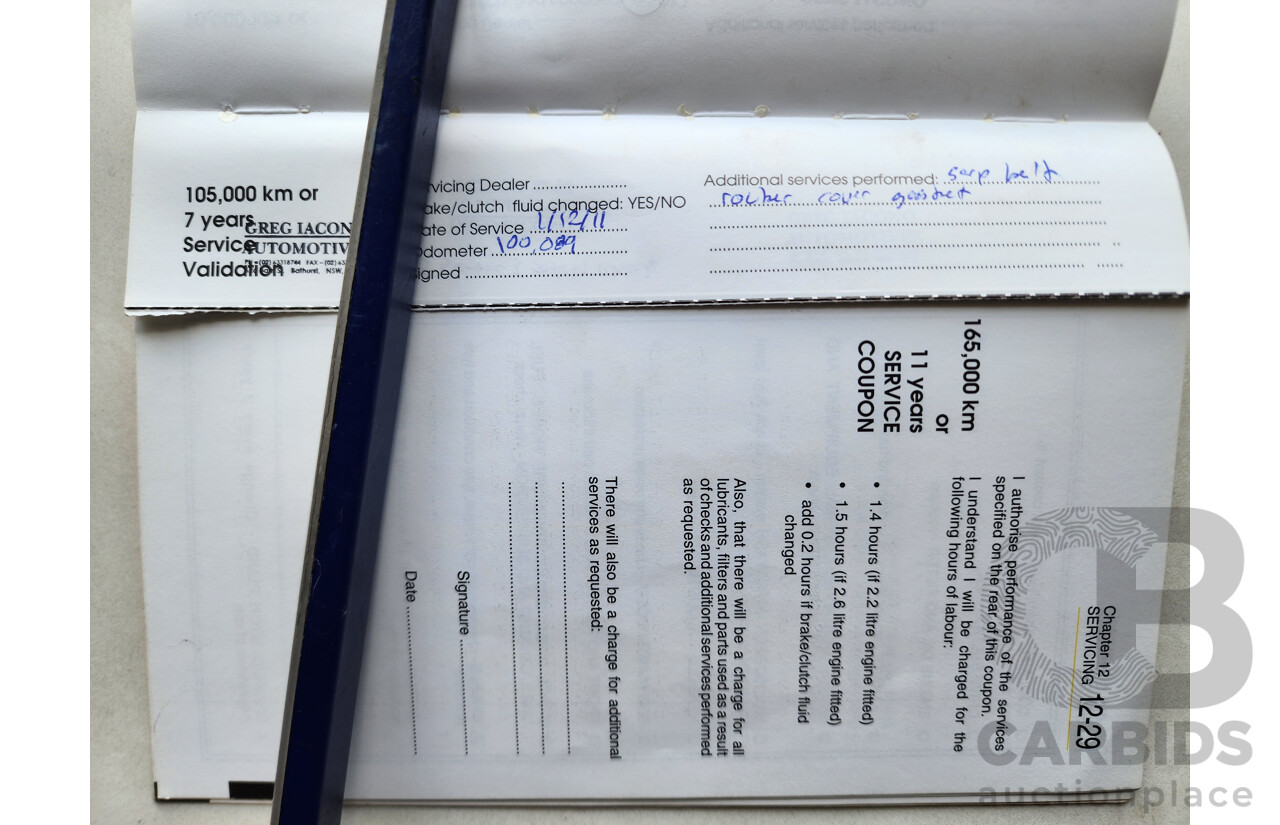 105,000 km or
7 years
Service
Validation
GREG IACON
AUTOMOTIV
Bathurst, NSW,
vicing Dealer
ake/clutch fluid changed: YES/NO
ate of Service 1/12/11
dometer 100,089
igned
Additional services performed: serp belt
rocker cover gasket
165,000 km
or
11 years
SERVICE
COUPON
I authorise performance of the services
specified on the rear of this coupon.
I understand I will be charged for the
following hours of labour:
• 1.4 hours (if 2.2 litre engine fitted)
• 1.5 hours (if 2.6 litre engine fitted)
• add 0.2 hours if brake/clutch fluid
changed
Also, that there will be a charge for all
lubricants, filters and parts used as a result
of checks and additional services performed
as requested.
There will also be a charge for additional
services as requested:
Signature
Date
Chapter 12
SERVICING 12-29
CB
CARBIDS
auctionplace